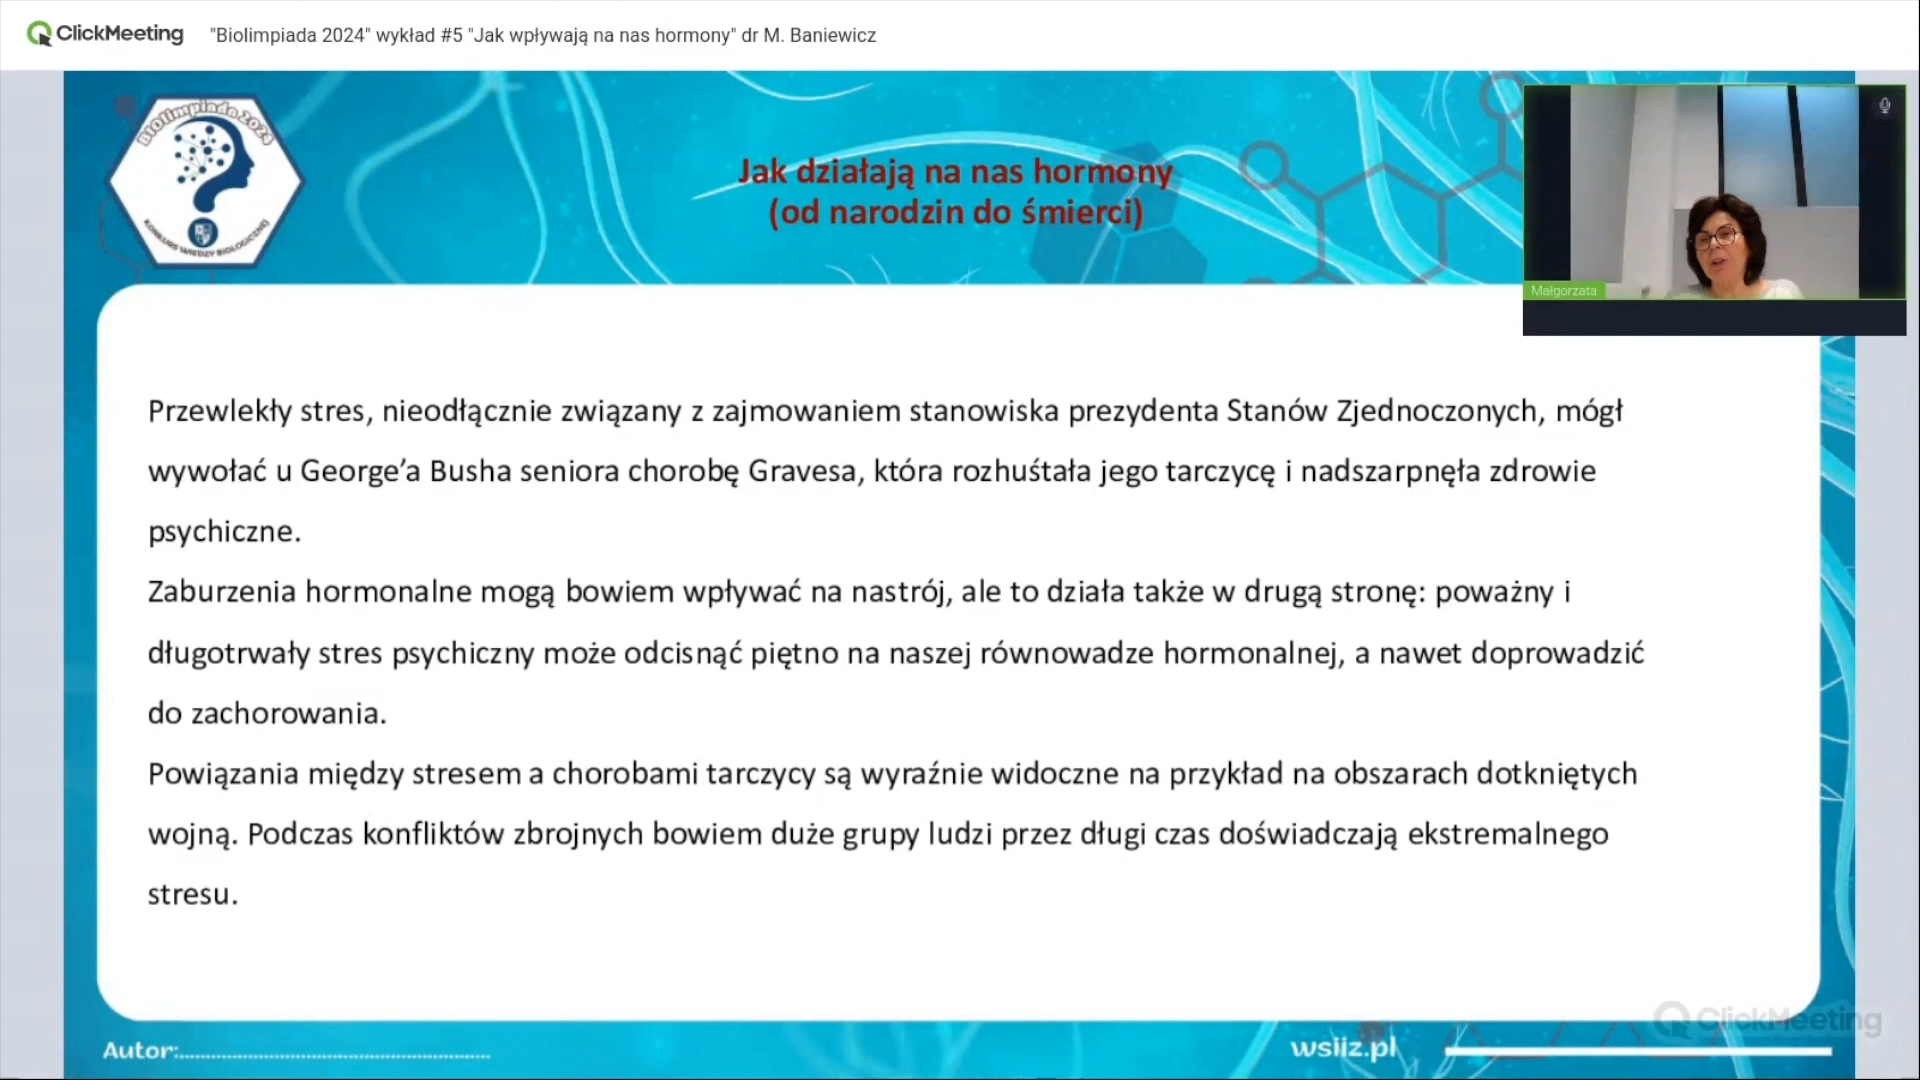 ClickMeeting "Biolimpiada 2024" wykład #5 "Jak wpływają na nas hormony" dr M. Baniewicz
BIOlimpiada 2024
KONKURS WIEDZY BIOLOGICZNEJ
Jak działają na nas hormony
(od narodzin do śmierci)
Małgorzata
Przewlekły stres, nieodłącznie związany z zajmowaniem stanowiska prezydenta Stanów Zjednoczonych, mógł
wywołać u George’a Busha seniora chorobę Gravesa, która rozhuśtała jego tarczycę i nadszarpnęła zdrowie
psychiczne.
Zaburzenia hormonalne mogą bowiem wpływać na nastrój, ale to działa także w drugą stronę: poważny i
długotrwały stres psychiczny może odcisnąć piętno na naszej równowadze hormonalnej, a nawet doprowadzić
do zachorowania.
Powiązania między stresem a chorobami tarczycy są wyraźnie widoczne na przykład na obszarach dotkniętych
wojną. Podczas konfliktów zbrojnych bowiem duże grupy ludzi przez długi czas doświadczają ekstremalnego
stresu.
ClickMeeting
Autor:....................................................
wsiiz.pl